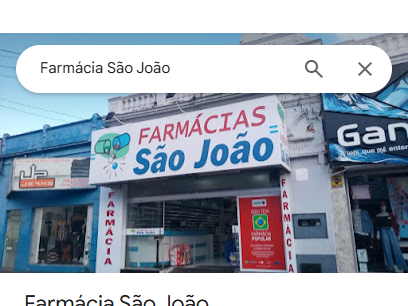 Farmácia São João
FARMÁCIAS
São João
Gan
JEANS
FARMÁCIA
FARMÁCIA
FARMÁCIA
POPULAR
Farmácia São João